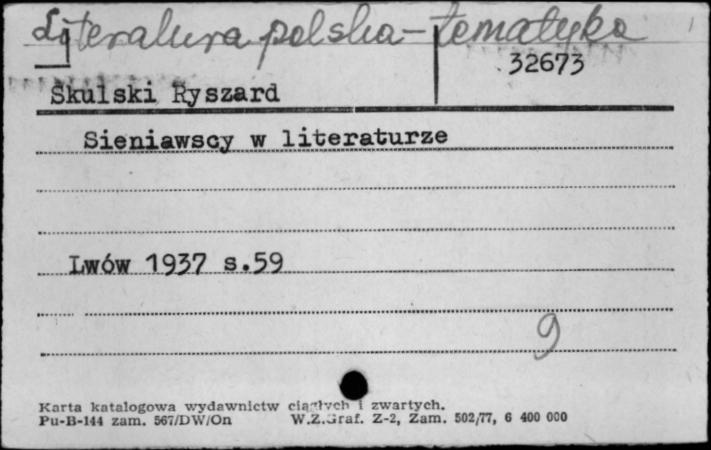 Literatura polska - tematyka
32673
Skulski Ryszard
Sieniawscy w literaturze
Lwów 1937 s.59
9
Karta katalogowa wydawnictw ciągłych i zwartych.
Pu-B-144 zam. 567/DW/On W.Z.Graf. Z-2, Zam. 502/77, 6 400 000